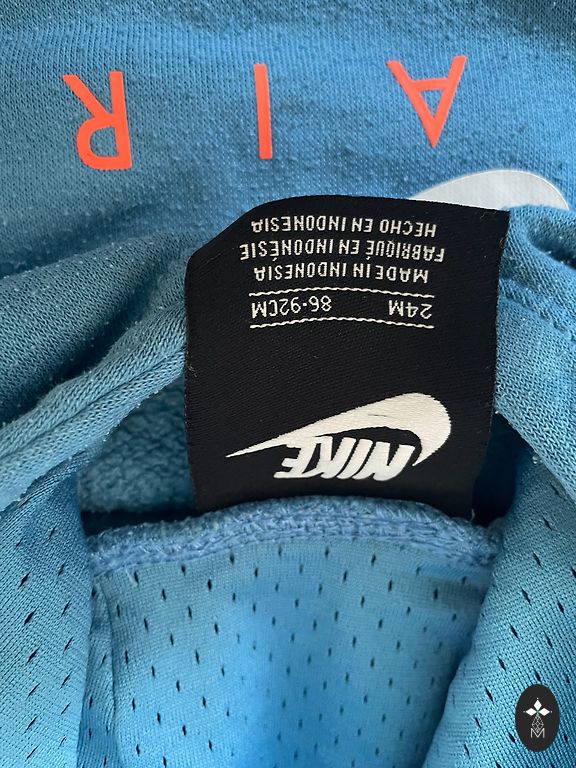 NIKE
24M 86-92CM
MADE IN INDONESIA
FABRIQUÉ EN INDONÉSIE
HECHO EN INDONESIA
AIR
M